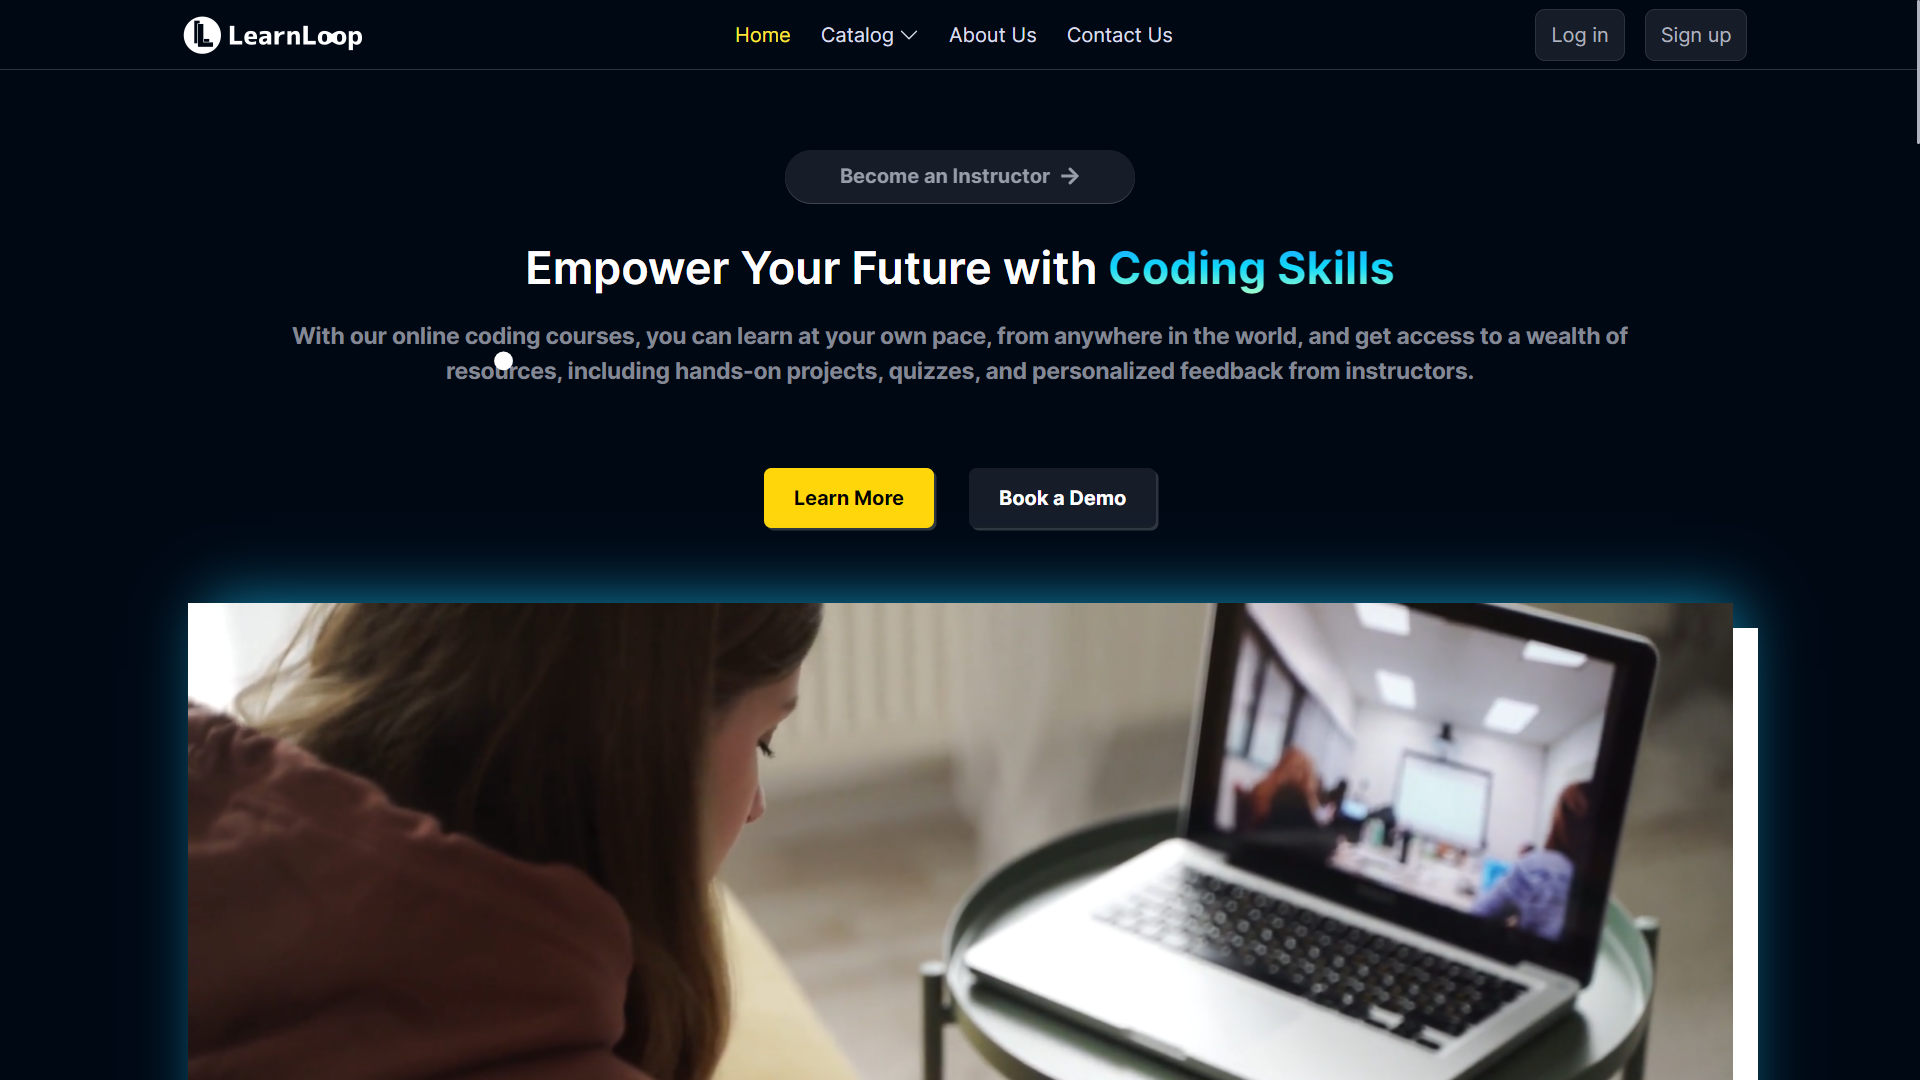 LearnLoop
Home Catalog About Us Contact Us
Log in Sign up
Become an Instructor
Empower Your Future with Coding Skills
With our online coding courses, you can learn at your own pace, from anywhere in the world, and get access to a wealth of
resources, including hands-on projects, quizzes, and personalized feedback from instructors.
Learn More Book a Demo